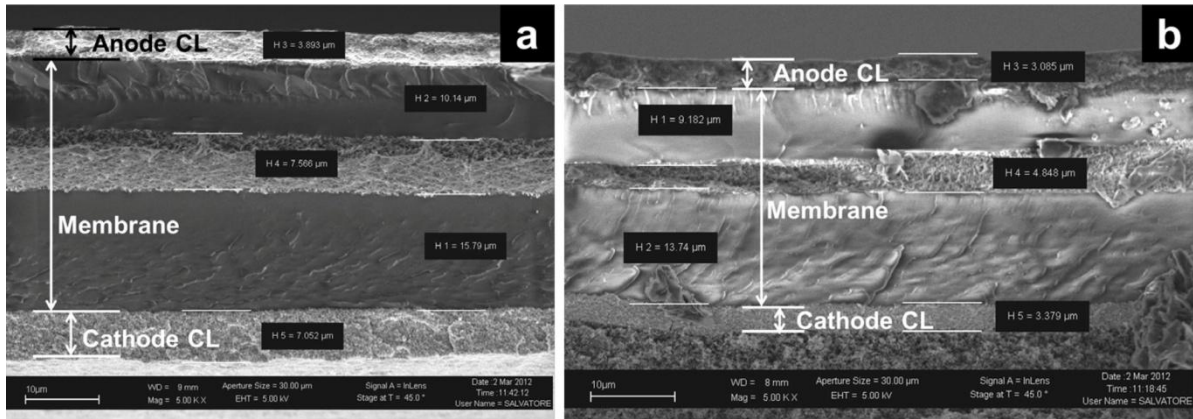 a
Anode CL
H 3 = 3.893 µm
H 2 = 10.14 µm
H 4 = 7.566 µm
Membrane
H 1 = 15.79 µm
Cathode CL
H 5 = 7.052 µm
10µm
WD = 9 mm
Mag = 5.00 K X
Aperture Size = 30.00 µm
EHT = 5.00 kV
Signal A = InLens
Stage at T = 45.0 °
Date :2 Mar 2012
Time :11:42:12
User Name = SALVATORE
b
Anode CL
H 3 = 3.085 µm
H 1 = 9.182 µm
H 4 = 4.848 µm
Membrane
H 2 = 13.74 µm
Cathode CL
H 5 = 3.379 µm
10µm
WD = 8 mm
Mag = 5.00 K X
Aperture Size = 30.00 µm
EHT = 5.00 kV
Signal A = InLens
Stage at T = 45.0 °
Date :2 Mar 2012
Time :11:18:45
User Name = SALVATORE